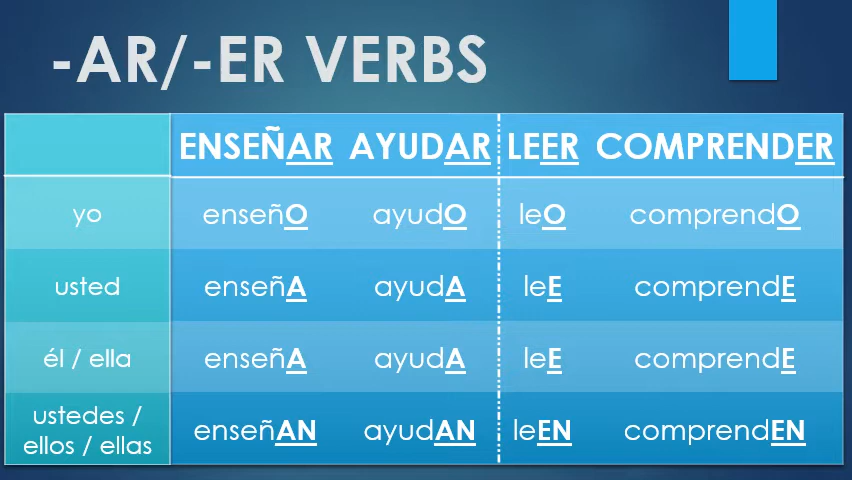 -AR/-ER VERBS
ENSEÑAR AYUDAR LEER COMPRENDER
yo enseñO ayudO leO comprendO
usted enseñA ayudA leE comprendE
él / ella enseñA ayudA leE comprendE
ustedes /
ellos / ellas enseñAN ayudAN leEN comprendEN